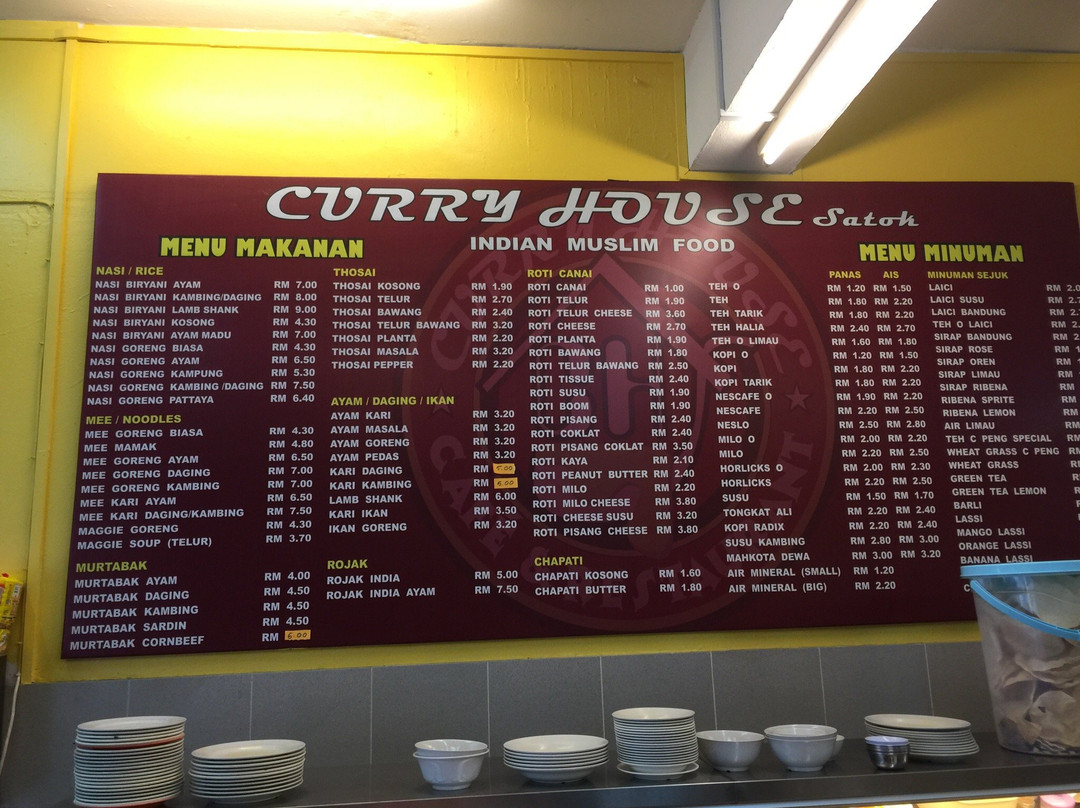 CURRY HOUSE Satok
INDIAN MUSLIM FOOD
MENU MAKANAN
NASI / RICE
NASI BIRYANI AYAM RM 7.00
NASI BIRYANI KAMBING/DAGING RM 8.00
NASI BIRYANI LAMB SHANK RM 9.00
NASI BIRYANI KOSONG RM 4.30
NASI BIRYANI AYAM MADU RM 7.00
NASI GORENG BIASA RM 4.30
NASI GORENG AYAM RM 6.50
NASI GORENG KAMPUNG RM 5.30
NASI GORENG KAMBING /DAGING RM 7.50
NASI GORENG PATTAYA RM 6.40
MEE / NOODLES
MEE GORENG BIASA RM 4.30
MEE MAMAK RM 4.80
MEE GORENG AYAM RM 6.50
MEE GORENG DAGING RM 7.00
MEE GORENG KAMBING RM 7.00
MEE KARI AYAM RM 6.50
MEE KARI DAGING/KAMBING RM 7.50
MAGGIE GORENG RM 4.30
MAGGIE SOUP (TELUR) RM 3.70
MURTABAK
MURTABAK AYAM RM 4.00
MURTABAK DAGING RM 4.50
MURTABAK KAMBING RM 4.50
MURTABAK SARDIN RM 4.50
MURTABAK CORNBEEF RM 6.00
THOSAI
THOSAI KOSONG RM 1.90
THOSAI TELUR RM 2.70
THOSAI BAWANG RM 2.40
THOSAI TELUR BAWANG RM 3.20
THOSAI PLANTA RM 2.20
THOSAI MASALA RM 3.20
THOSAI PEPPER RM 2.20
AYAM / DAGING / IKAN
AYAM KARI RM 3.20
AYAM MASALA RM 3.20
AYAM GORENG RM 3.20
AYAM PEDAS RM 3.20
KARI DAGING RM 5.00
KARI KAMBING RM 5.00
LAMB SHANK RM 6.00
KARI IKAN RM 3.50
IKAN GORENG RM 3.20
ROJAK
ROJAK INDIA RM 5.00
ROJAK INDIA AYAM RM 7.50
ROTI CANAI
ROTI CANAI RM 1.00
ROTI TELUR RM 1.90
ROTI TELUR CHEESE RM 3.60
ROTI CHEESE RM 2.70
ROTI PLANTA RM 1.90
ROTI BAWANG RM 1.80
ROTI TELUR BAWANG RM 2.50
ROTI TISSUE RM 2.40
ROTI SUSU RM 1.90
ROTI BOOM RM 1.90
ROTI PISANG RM 2.40
ROTI COKLAT RM 2.40
ROTI PISANG COKLAT RM 3.50
ROTI KAYA RM 2.10
ROTI PEANUT BUTTER RM 2.40
ROTI MILO RM 2.20
ROTI MILO CHEESE RM 3.80
ROTI CHEESE SUSU RM 3.20
ROTI PISANG CHEESE RM 3.80
CHAPATI
CHAPATI KOSONG RM 1.60
CHAPATI BUTTER RM 1.80
MENU MINUMAN
PANAS AIS
TEH O RM 1.20 RM 1.50
TEH RM 1.80 RM 2.20
TEH TARIK RM 1.80 RM 2.20
TEH HALIA RM 2.40 RM 2.70
TEH O LIMAU RM 1.60 RM 1.80
KOPI O RM 1.20 RM 1.50
KOPI RM 1.80 RM 2.20
KOPI TARIK RM 1.80 RM 2.20
NESCAFE O RM 1.90 RM 2.20
NESCAFE RM 2.20 RM 2.50
NESLO RM 2.50 RM 2.80
MILO O RM 2.00 RM 2.20
MILO RM 2.20 RM 2.50
HORLICKS O RM 2.00 RM 2.30
HORLICKS RM 2.20 RM 2.50
SUSU RM 1.50 RM 1.70
TONGKAT ALI RM 2.20 RM 2.40
KOPI RADIX RM 2.20 RM 2.40
SUSU KAMBING RM 2.80 RM 3.00
MAHKOTA DEWA RM 3.00 RM 3.20
AIR MINERAL (SMALL) RM 1.20
AIR MINERAL (BIG) RM 2.20
MINUMAN SEJUK
LAICI RM
LAICI SUSU RM
LAICI BANDUNG RM
TEH O LAICI RM
SIRAP BANDUNG RM
SIRAP ROSE RM
SIRAP OREN RM
SIRAP LIMAU RM
SIRAP RIBENA RM
RIBENA SPRITE RM
RIBENA LEMON RM
AIR LIMAU RM
TEH C PENG SPECIAL RM
WHEAT GRASS C PENG RM
WHEAT GRASS RM
GREEN TEA RM
GREEN TEA LEMON RM
BARLI RM
LASSI RM
MANGO LASSI
ORANGE LASSI
BANANA LASSI